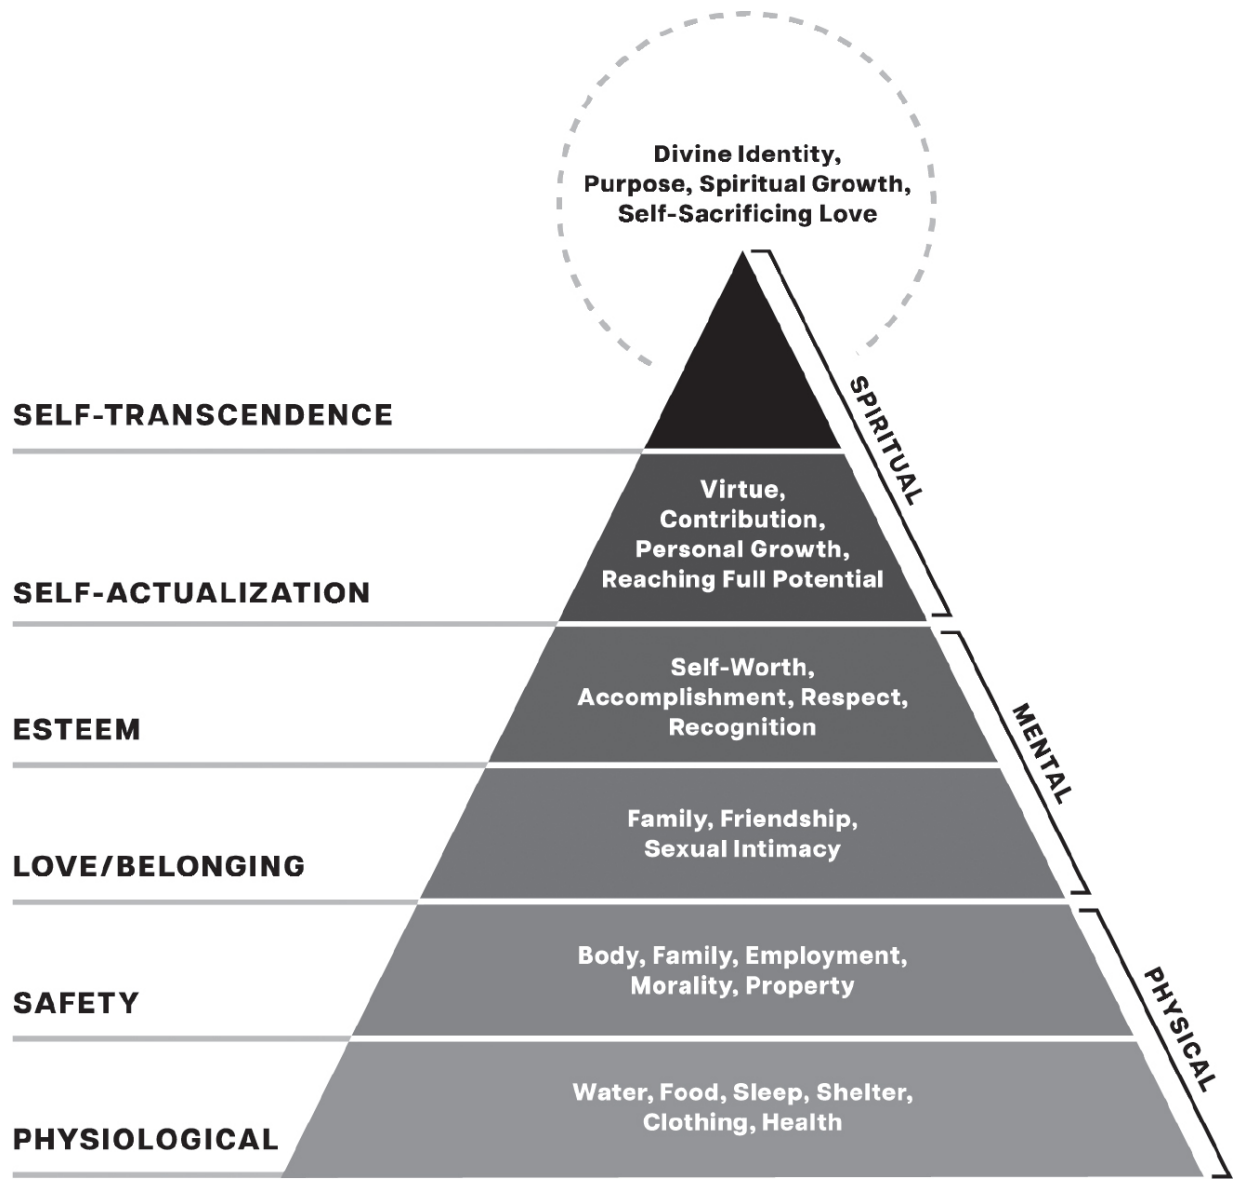 Divine Identity,
Purpose, Spiritual Growth,
Self-Sacrificing Love
SELF-TRANSCENDENCE
SPIRITUAL
Virtue,
Contribution,
Personal Growth,
Reaching Full Potential
SELF-ACTUALIZATION
Self-Worth,
Accomplishment, Respect,
Recognition
ESTEEM
MENTAL
Family, Friendship,
Sexual Intimacy
LOVE/BELONGING
Body, Family, Employment,
Morality, Property
SAFETY
PHYSICAL
Water, Food, Sleep, Shelter,
Clothing, Health
PHYSIOLOGICAL